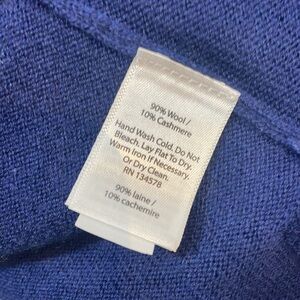 90% Wool /
10% Cashmere
Hand Wash Cold. Do Not
Bleach. Lay Flat To Dry.
Warm Iron If Necessary.
Or Dry Clean.
RN 134578
90% laine /
10% cachemire